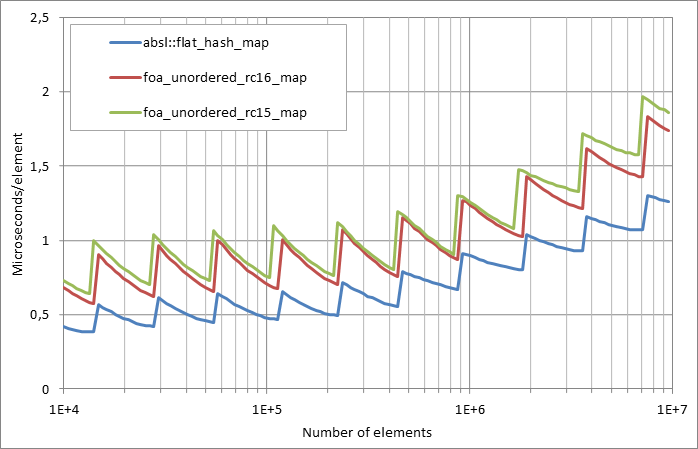 2,5
absl::flat_hash_map
foa_unordered_rc16_map
foa_unordered_rc15_map
2
1,5
1
0,5
0
Microseconds/element
1E+4
1E+5
1E+6
1E+7
Number of elements